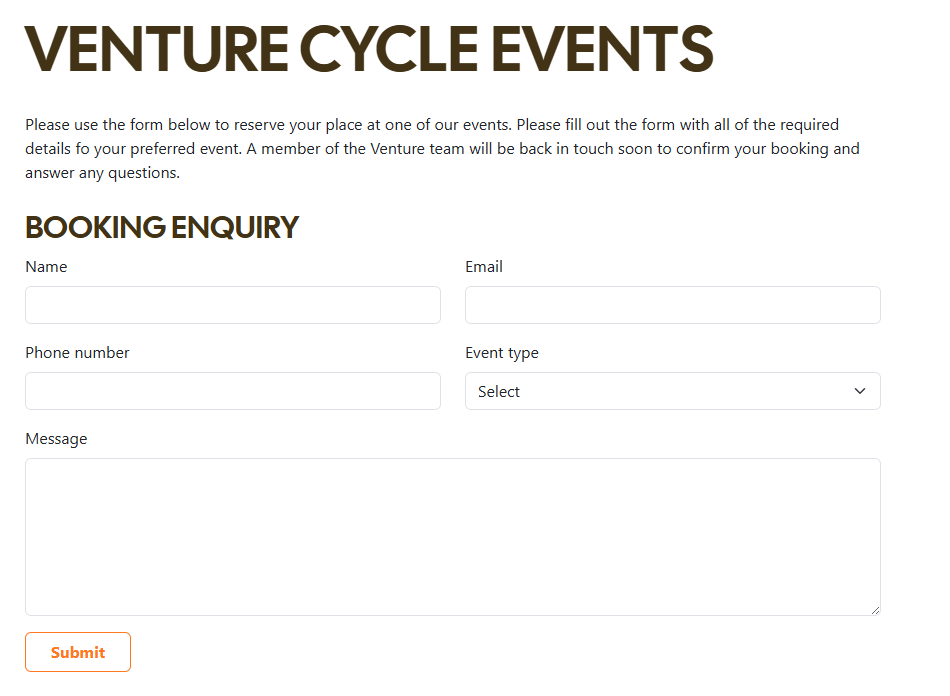 VENTURE CYCLE EVENTS
Please use the form below to reserve your place at one of our events. Please fill out the form with all of the required
details fo your preferred event. A member of the Venture team will be back in touch soon to confirm your booking and
answer any questions.
BOOKING ENQUIRY
Name
Email
Phone number
Event type
Select
Message
Submit